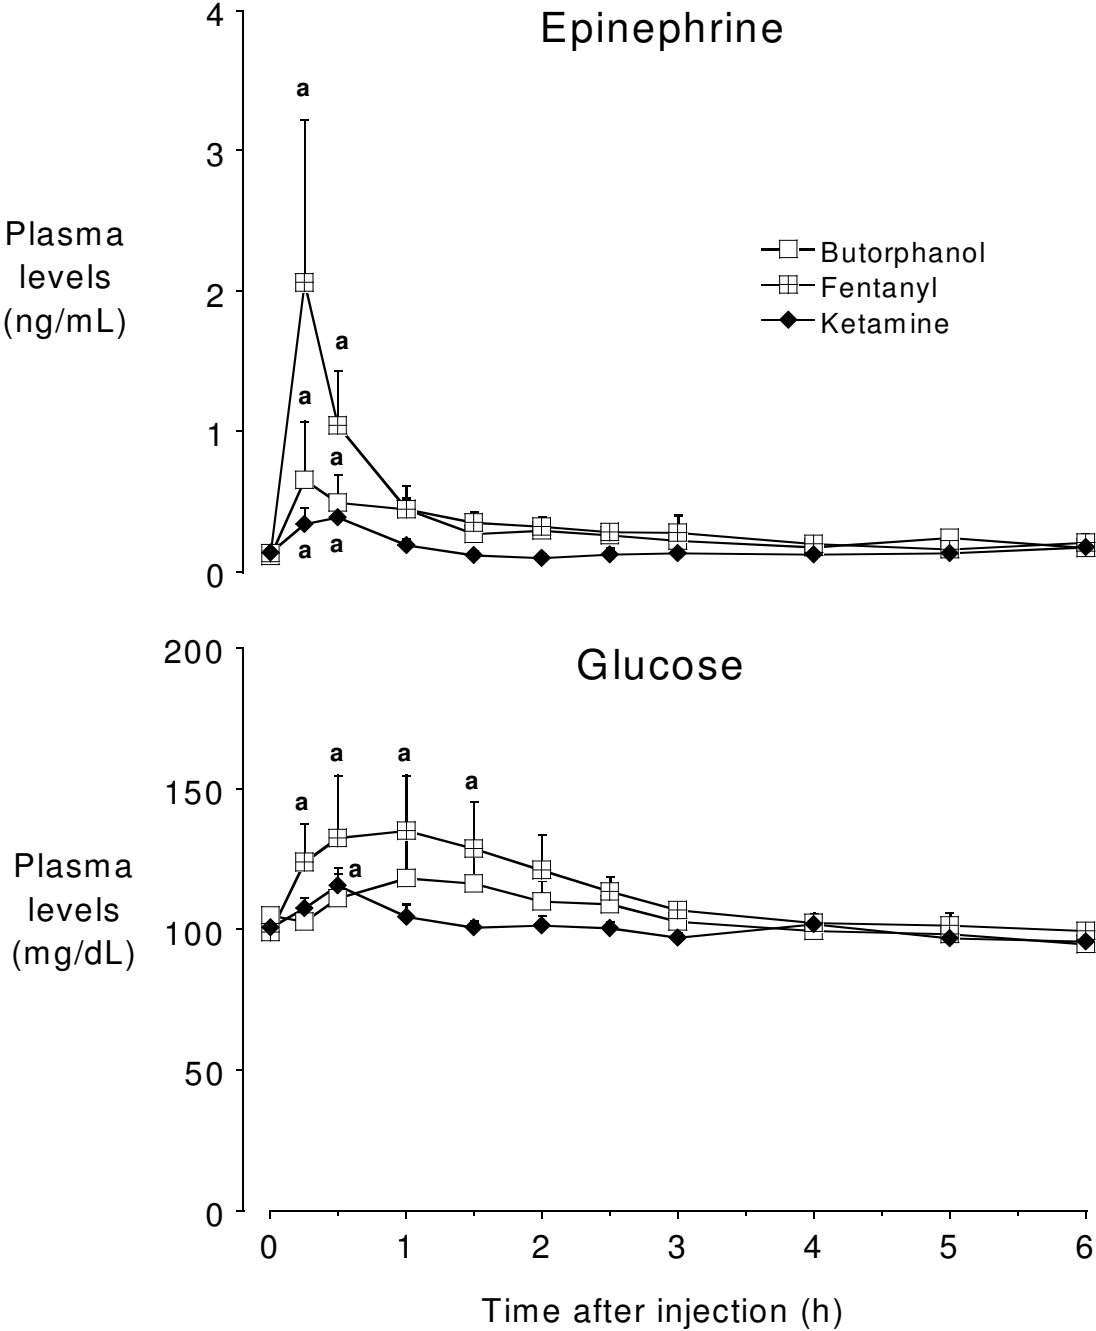 Epinephrine
4
a
3
Plasma
levels
(ng/mL)
Butorphanol
Fentanyl
Ketamine
2
a
a
1
a
a
a
0
200
Glucose
a
a
a
150
a
a
Plasma
levels
(mg/dL)
100
50
0
0 1 2 3 4 5 6
Time after injection (h)